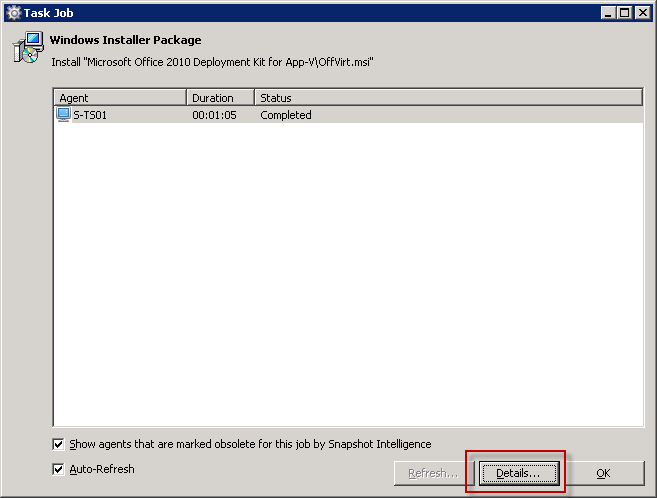 Task Job
Windows Installer Package
Install "Microsoft Office 2010 Deployment Kit for App-V\OffVirt.msi"
Agent Duration Status
S-TS01 00:01:05 Completed
Show agents that are marked obsolete for this job by Snapshot Intelligence
Auto-Refresh
Refresh... Details... OK